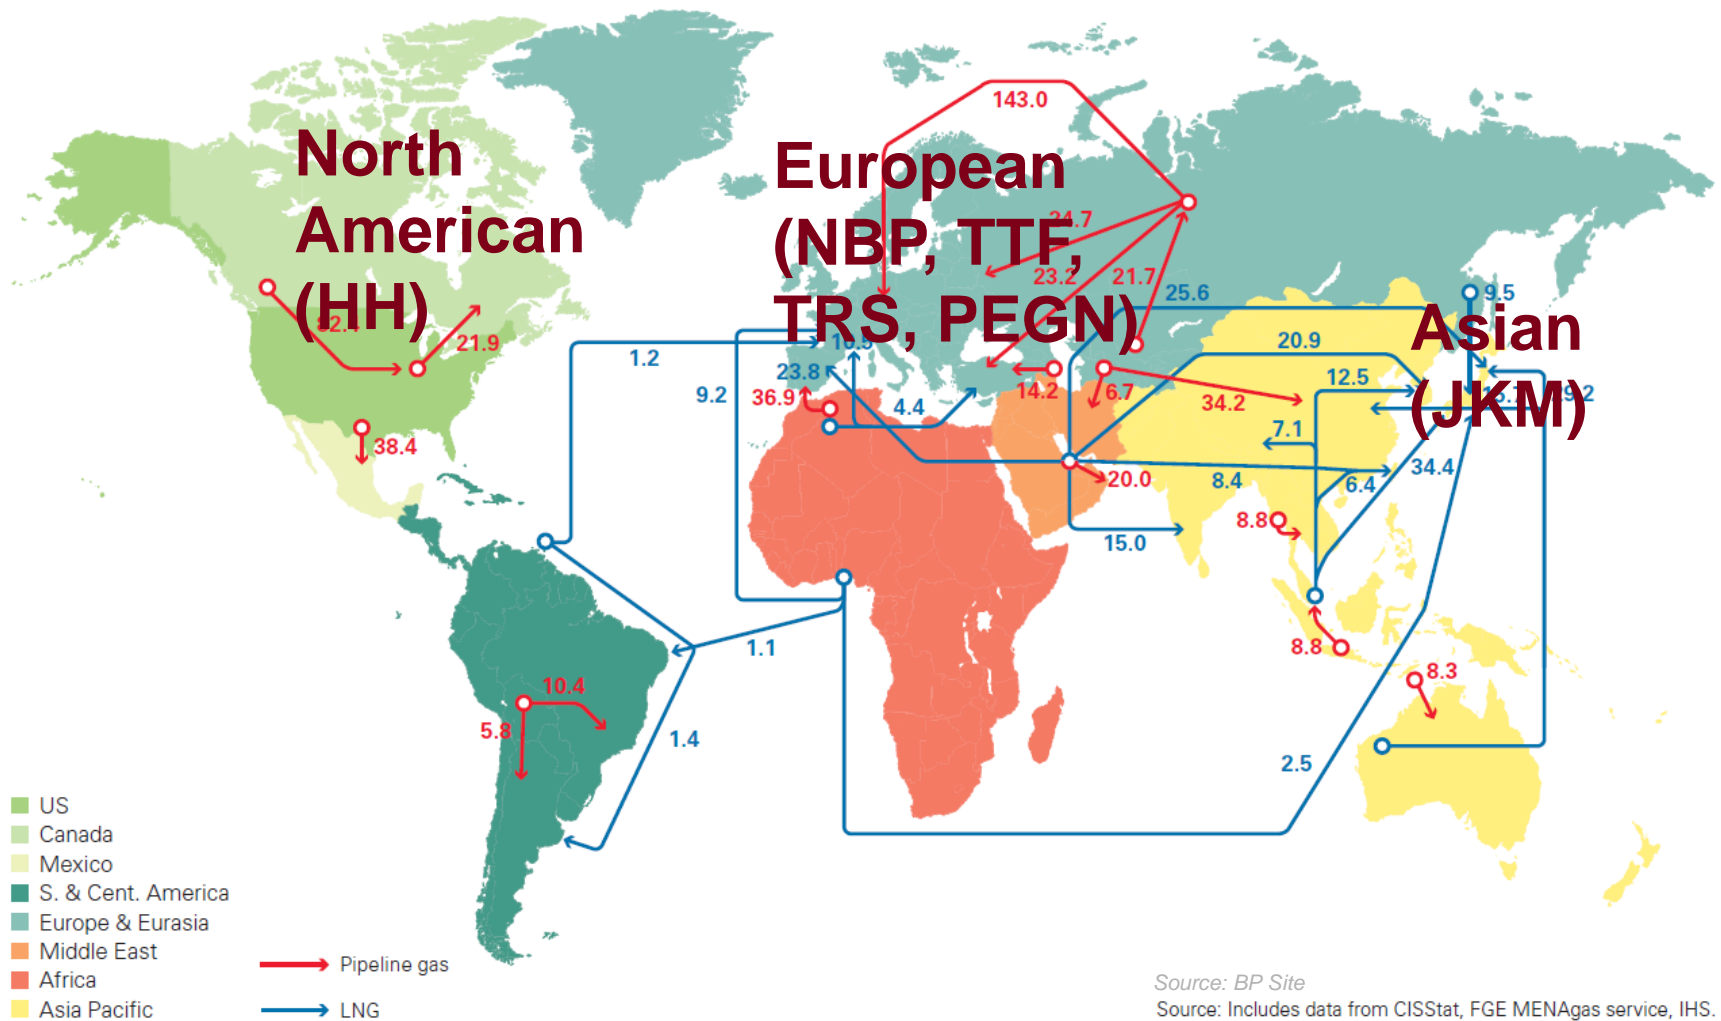 143.0
North
American
(HH)
European
(NBP, TTF,
TRS, PEGN)
Asian
(JKM)
24.7
23.2
21.7
25.6
9.5
21.9
1.2
20.9
23.8
12.5
9.2
36.9
4.4
14.2
6.7
34.2
38.4
7.1
34.4
20.0
8.4
6.4
8.8
15.0
1.1
8.8
8.3
10.4
5.8
1.4
2.5
US
Canada
Mexico
S. & Cent. America
Europe & Eurasia
Middle East
Africa
Asia Pacific
Pipeline gas
LNG
Source: BP Site
Source: Includes data from CISStat, FGE MENAgas service, IHS.